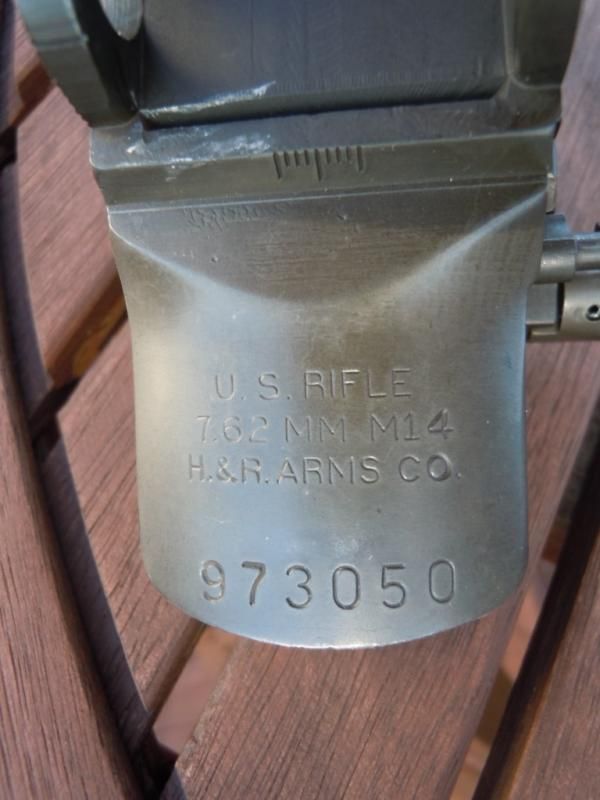 U. S. RIFLE
7.62 MM M14
H.&R. ARMS CO.
973050